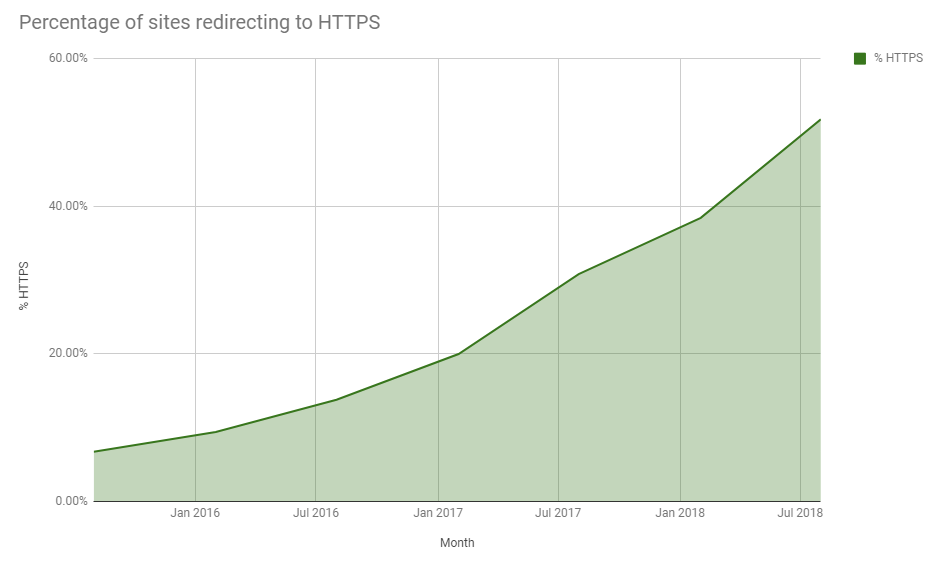 Percentage of sites redirecting to HTTPS
60.00%
% HTTPS
40.00%
% HTTPS
20.00%
0.00%
Jan 2016 Jul 2016 Jan 2017 Jul 2017 Jan 2018 Jul 2018
Month